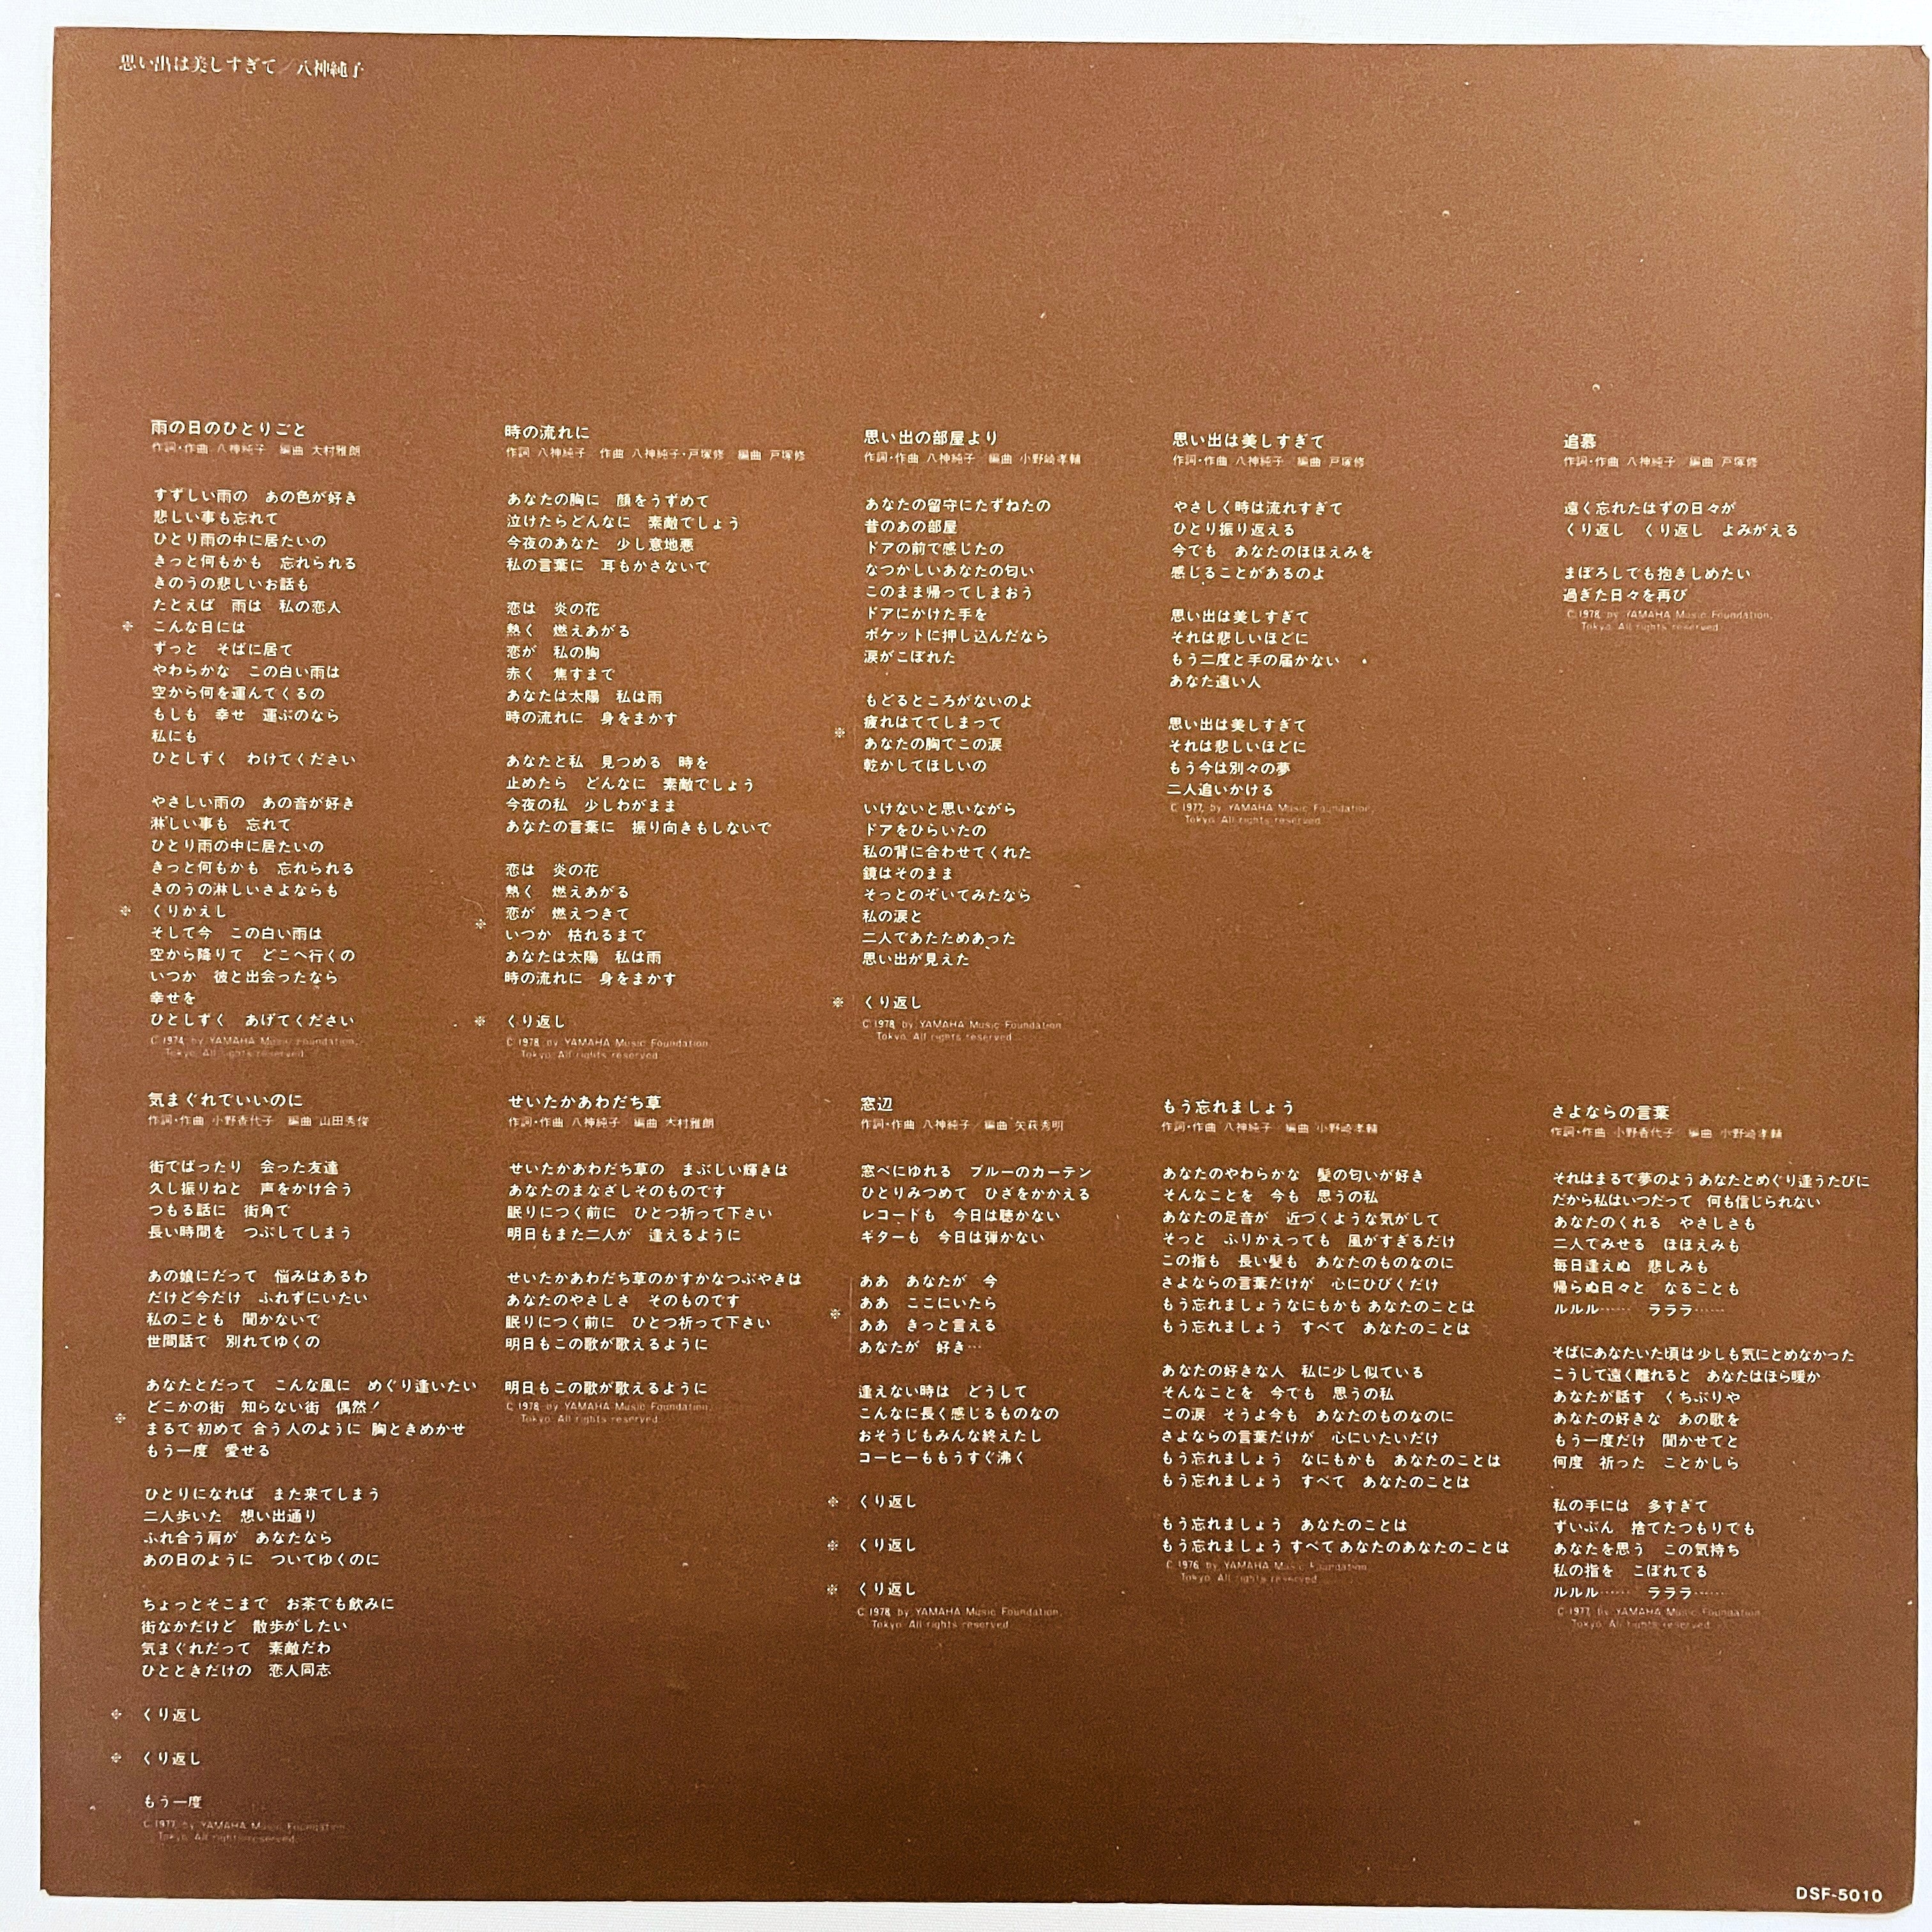 思い出は美しすぎて／八神純子
雨の日のひとりごと
作詞・作曲 八神純子／編曲 大村雅朗
すずしい雨の　あの色が好き
悲しい事も忘れて
ひとり雨の中に居たいの
きっと何もかも　忘れられる
きのうの悲しいお話も
たとえば　雨は　私の恋人
※ こんな日には
ずっと　そばに居て
やわらかな　この白い雨は
空から何を運んてくるの
もしも　幸せ　運ぶのなら
私にも
ひとしずく　わけてください
やさしい雨の　あの音が好き
淋しい事も　忘れて
ひとり雨の中に居たいの
きっと何もかも　忘れられる
きのうの淋しいさよならも
※ くりかえし
そして今　この白い雨は
空から降りて　どこへ行くの
いつか　彼と出会ったなら
幸せを
ひとしずく　あげてください
C 1974, by YAMAHA Music Foundation,
Tokyo. All rights reserved.
時の流れに
作詞 八神純子　作曲 八神純子・戸塚修／編曲 戸塚修
あなたの胸に　顔をうずめて
泣けたらどんなに　素敵でしょう
今夜のあなた　少し意地悪
私の言葉に　耳もかさないで
恋は　炎の花
熱く　燃えあがる
恋が　私の胸
赤く　焦すまで
あなたは太陽　私は雨
時の流れに　身をまかす
あなたと私　見つめる　時を
止めたら　どんなに　素敵でしょう
今夜の私　少しわがまま
あなたの言葉に　振り向きもしないで
恋は　炎の花
熱く　燃えあがる
恋が　燃えつきて
※ いつか　枯れるまで
あなたは太陽　私は雨
時の流れに　身をまかす
※ くり返し
C 1978, by YAMAHA Music Foundation,
Tokyo. All rights reserved.
思い出の部屋より
作詞・作曲 八神純子／編曲 小野崎孝輔
あなたの留守にたずねたの
昔のあの部屋
ドアの前で感じたの
なつかしいあなたの匂い
このまま帰ってしまおう
ドアにかけた手を
ポケットに押し込んだなら
涙がこぼれた
もどるところがないのよ
疲れはててしまって
※ あなたの胸でこの涙
乾かしてほしいの
いけないと思いながら
ドアをひらいたの
私の背に合わせてくれた
鏡はそのまま
そっとのぞいてみたなら
私の涙と
二人であたためあった
思い出が見えた
※ くり返し
C 1978, by YAMAHA Music Foundation,
Tokyo. All rights reserved.
思い出は美しすぎて
作詞・作曲 八神純子／編曲 戸塚修
やさしく時は流れすぎて
ひとり振り返える
今でも　あなたのほほえみを
感じることがあるのよ
思い出は美しすぎて
それは悲しいほどに
もう二度と手の届かない
あなた遠い人
思い出は美しすぎて
それは悲しいほどに
もう今は別々の夢
二人追いかける
C 1977, by YAMAHA Music Foundation,
Tokyo. All rights reserved.
追慕
作詞・作曲 八神純子／編曲 戸塚修
遠く忘れたはずの日々が
くり返し　くり返し　よみがえる
まぼろしでも抱きしめたい
過ぎた日々を再び
C 1978, by YAMAHA Music Foundation,
Tokyo. All rights reserved.
気まぐれでいいのに
作詞・作曲 小野香代子／編曲 山田秀俊
街でばったり　会った友達
久し振りねと　声をかけ合う
つもる話に　街角で
長い時間を　つぶしてしまう
あの娘にだって　悩みはあるわ
だけど今だけ　ふれずにいたい
私のことも　聞かないで
世間話で　別れてゆくの
あなたとだって　こんな風に　めぐり逢いたい
どこかの街　知らない街　偶然！
※ まるで 初めて 合う人のように 胸ときめかせ
もう一度　愛せる
ひとりになれば　また来てしまう
二人歩いた　想い出通り
ふれ合う肩が　あなたなら
あの日のように　ついてゆくのに
ちょっとそこまで　お茶でも飲みに
街なかだけど　散歩がしたい
気まぐれだって　素敵だわ
ひとときだけの　恋人同志
※ くり返し
※ くり返し
もう一度
C 1977, by YAMAHA Music Foundation,
Tokyo. All rights reserved.
せいたかあわだち草
作詞・作曲 八神純子／編曲 大村雅朗
せいたかあわだち草の　まぶしい輝きは
あなたのまなざしそのものです
眠りにつく前に　ひとつ祈って下さい
明日もまた二人が　逢えるように
せいたかあわだち草のかすかなつぶやきは
あなたのやさしさ　そのものです
眠りにつく前に　ひとつ祈って下さい
明日もこの歌が歌えるように
明日もこの歌が歌えるように
C 1978, by YAMAHA Music Foundation,
Tokyo. All rights reserved.
窓辺
作詞・作曲 八神純子／編曲 矢萩秀明
窓べにゆれる　ブルーのカーテン
ひとりみつめて　ひざをかかえる
レコードも　今日は聴かない
ギターも　今日は弾かない
ああ　あなたが　今
ああ　ここにいたら
※ ああ　きっと言える
あなたが　好き…
逢えない時は　どうして
こんなに長く感じるものなの
おそうじもみんな終えたし
コーヒーももうすぐ沸く
※ くり返し
※ くり返し
※ くり返し
C 1978, by YAMAHA Music Foundation,
Tokyo. All rights reserved.
もう忘れましょう
作詞・作曲 八神純子／編曲 小野崎孝輔
あなたのやわらかな　髪の匂いが好き
そんなことを　今も　思うの私
あなたの足音が　近づくような気がして
そっと　ふりかえっても　風がすぎるだけ
この指も　長い髪も　あなたのものなのに
さよならの言葉だけが　心にひびくだけ
もう忘れましょうなにもかも あなたのことは
もう忘れましょう　すべて　あなたのことは
あなたの好きな人　私に少し似ている
そんなことを　今でも　思うの私
この涙　そうよ今も　あなたのものなのに
さよならの言葉だけが　心にいたいだけ
もう忘れましょう　なにもかも　あなたのことは
もう忘れましょう　すべて　あなたのことは
もう忘れましょう　あなたのことは
もう忘れましょう すべて あなたのあなたのことは
C 1976, by YAMAHA Music Foundation,
Tokyo. All rights reserved.
さよならの言葉
作詞・作曲 小野香代子／編曲 小野崎孝輔
それはまるで夢のよう あなたとめぐり逢うたびに
だから私はいつだって　何も信じられない
あなたのくれる　やさしさも
二人でみせる　ほほえみも
毎日逢えぬ　悲しみも
帰らぬ日々と　なることも
ルルル……　ラララ……
そばにあなたいた頃は 少しも気にとめなかった
こうして遠く離れると　あなたはほら暖か
あなたが話す　くちぶりや
あなたの好きな　あの歌を
もう一度だけ　聞かせてと
何度　祈った　ことかしら
私の手には　多すぎて
ずいぶん　捨てたつもりでも
あなたを思う　この気持ち
私の指を　こぼれてる
ルルル……　ラララ……
C 1977, by YAMAHA Music Foundation,
Tokyo. All rights reserved.
DSF-5010